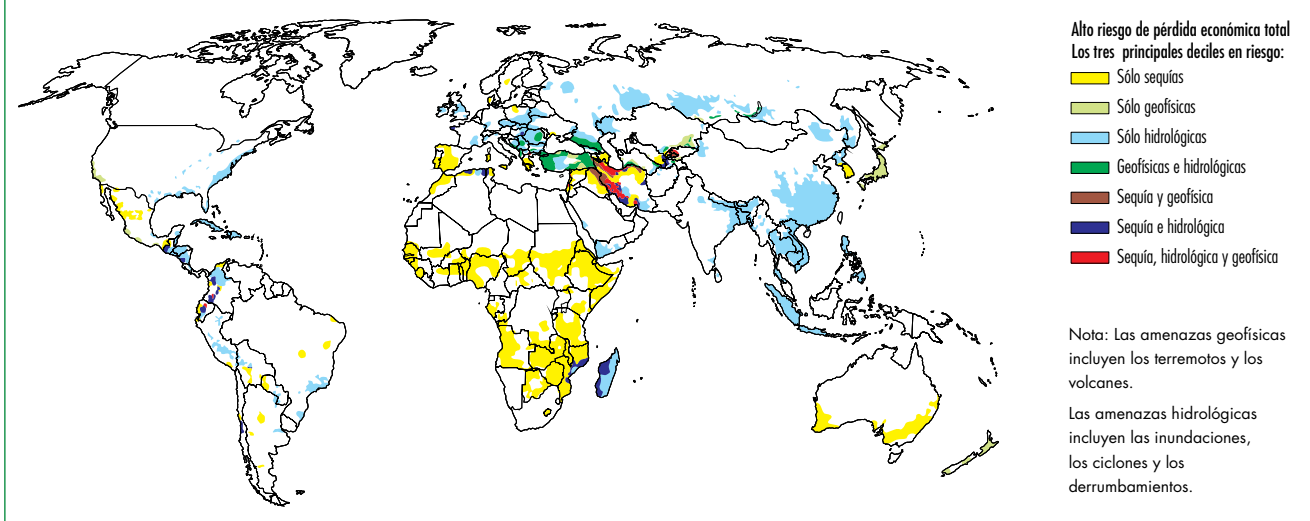 Alto riesgo de pérdida económica total
Los tres principales deciles en riesgo:
Sólo sequías
Sólo geofísicas
Sólo hidrológicas
Geofísicas e hidrológicas
Sequía y geofísica
Sequía e hidrológica
Sequía, hidrológica y geofísica
Nota: Las amenazas geofísicas
incluyen los terremotos y los
volcanes.
Las amenazas hidrológicas
incluyen las inundaciones,
los ciclones y los
derrumbamientos.